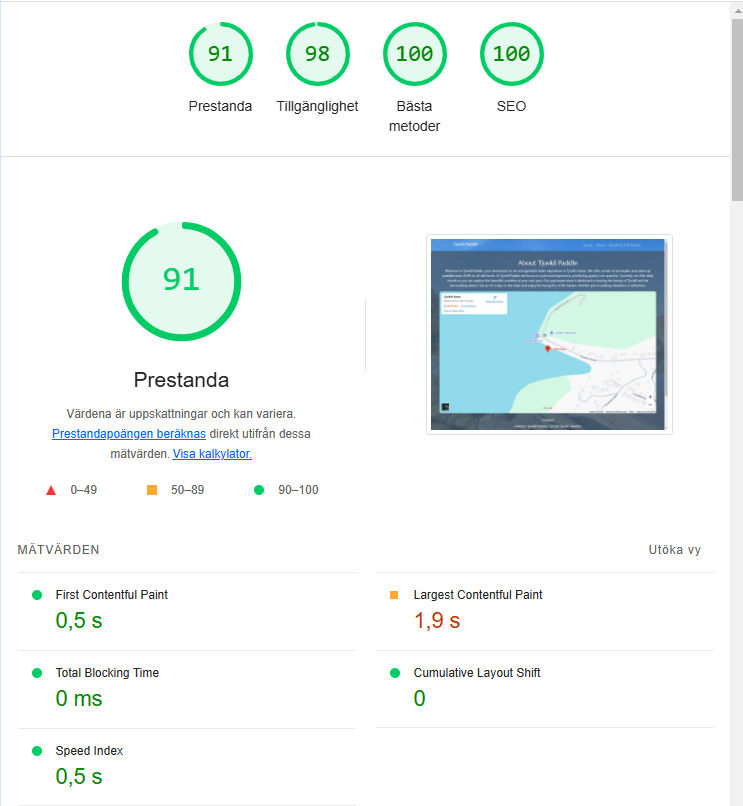 91
98
100
100
Prestanda
Tillgänglighet
Bästa
metoder
SEO
91
Prestanda
Värdena är uppskattningar och kan variera.
Prestandapoängen beräknas direkt utifrån dessa
mätvärden. Visa kalkylator.
0–49
50–89
90–100
About Tjuvkil Paddle
MÄTVÄRDEN
Utöka vy
First Contentful Paint
0,5 s
Largest Contentful Paint
1,9 s
Total Blocking Time
0 ms
Cumulative Layout Shift
0
Speed Index
0,5 s